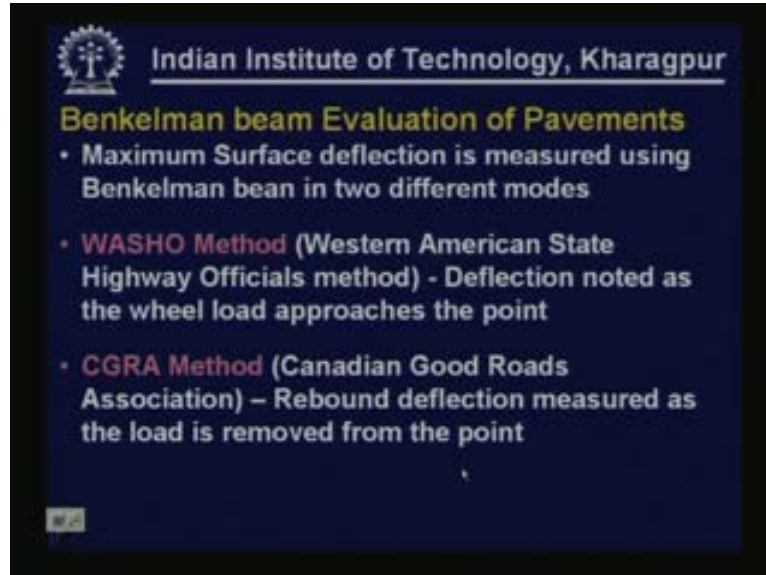 Indian Institute of Technology, Kharagpur
Benkelman beam Evaluation of Pavements
• Maximum Surface deflection is measured using
Benkelman bean in two different modes
• WASHO Method (Western American State
Highway Officials method) - Deflection noted as
the wheel load approaches the point
• CGRA Method (Canadian Good Roads
Association) – Rebound deflection measured as
the load is removed from the point